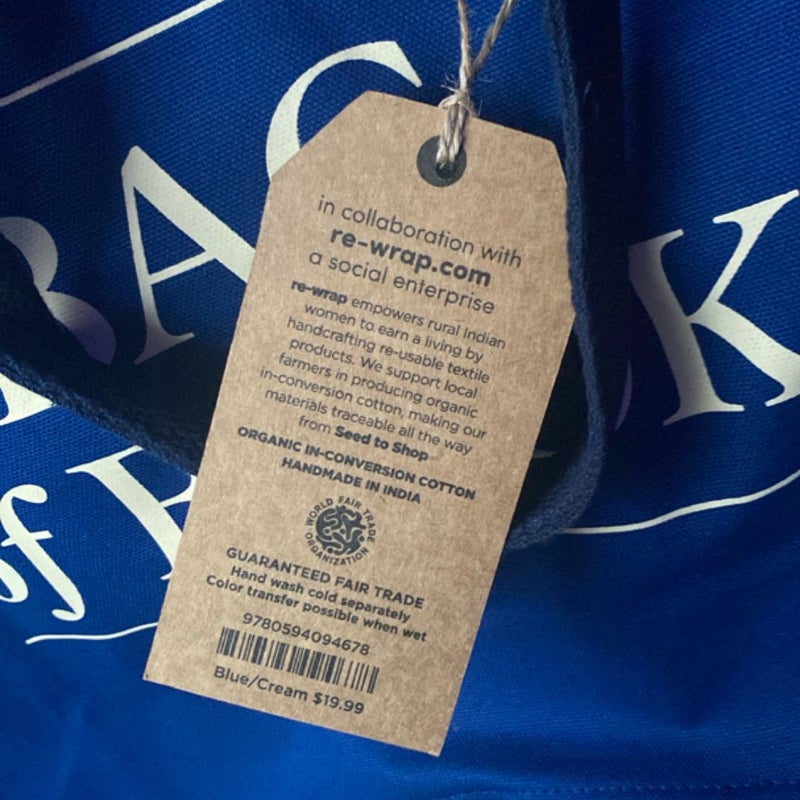 in collaboration with
re-wrap.com
a social enterprise
re-wrap empowers rural Indian
women to earn a living by
handcrafting re-usable textile
products. We support local
farmers in producing organic
in-conversion cotton, making our
materials traceable all the way
from Seed to Shop
ORGANIC IN-CONVERSION COTTON
HANDMADE IN INDIA
WORLD FAIR TRADE
ORGANIZATION
GUARANTEED FAIR TRADE
Hand wash cold separately
Color transfer possible when wet
9780594094678
Blue/Cream $19.99
of